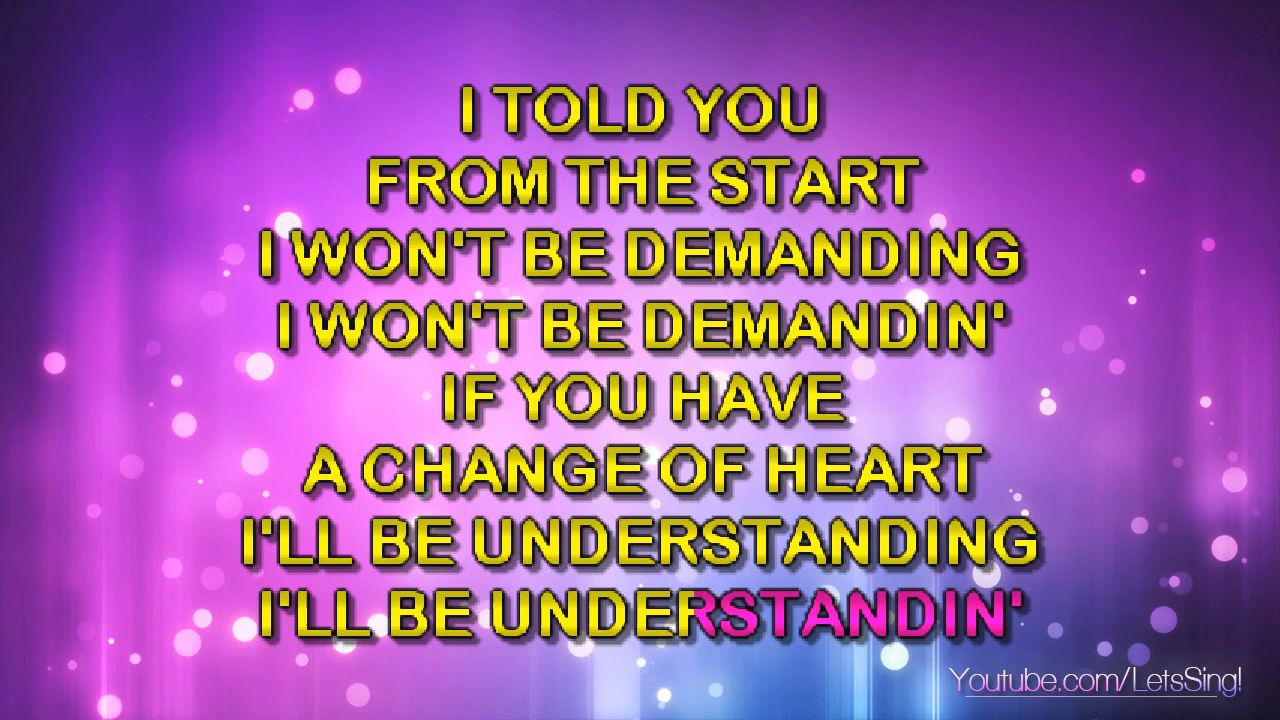 I TOLD YOU
FROM THE START
I WON'T BE DEMANDING
I WON'T BE DEMANDIN'
IF YOU HAVE
A CHANGE OF HEART
I'LL BE UNDERSTANDING
I'LL BE UNDERSTANDIN'
Youtube.com/LetsSing!